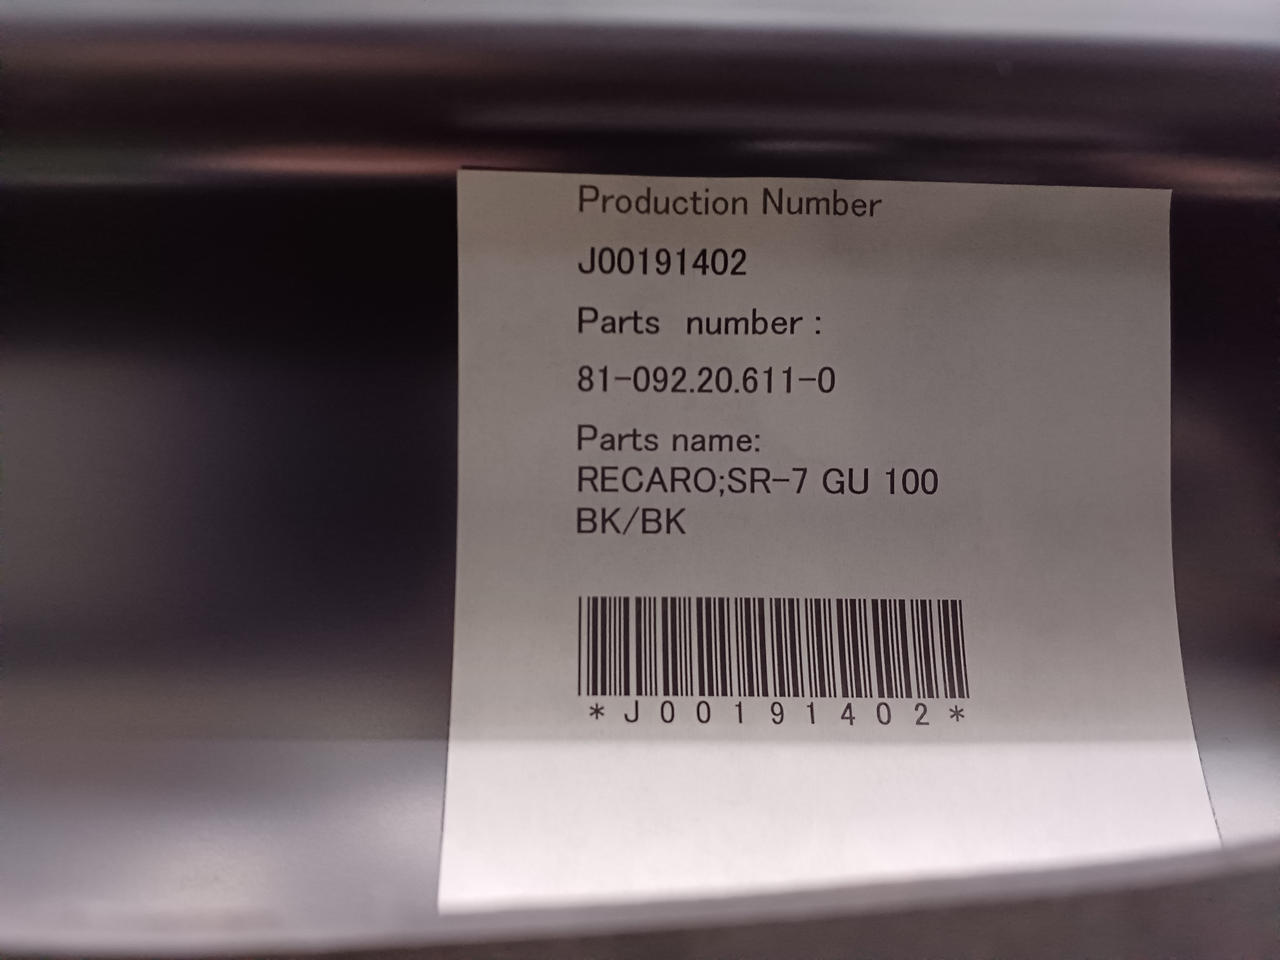 Production Number
J00191402
Parts number :
81-092.20.611-0
Parts name:
RECARO;SR-7 GU 100
BK/BK
*J00191402*